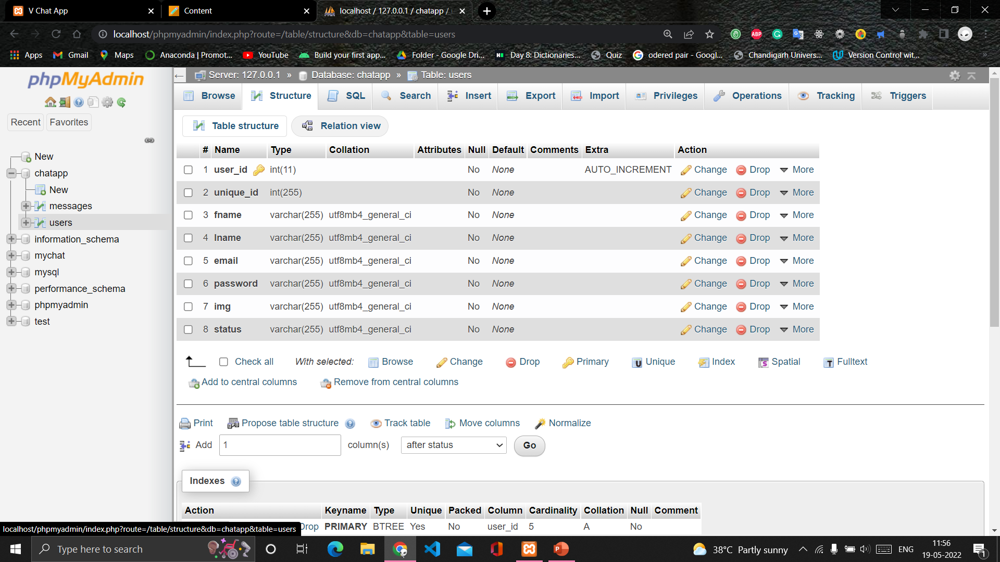 V Chat App
Content
localhost / 127.0.0.1 / chatapp /
localhost/phpmyadmin/index.php?route=/table/structure&db=chatapp&table=users
Apps
Gmail
Maps
Anaconda | Promot...
YouTube
Build your first app...
Folder - Google Dri...
Day 8: Dictionaries...
Quiz
odered pair - Googl...
Chandigarh Univers...
Version Control wit...
phpMyAdmin
Recent
Favorites
New
chatapp
New
messages
users
information_schema
mychat
mysql
performance_schema
phpmyadmin
test
Server: 127.0.0.1 » Database: chatapp » Table: users
Browse Structure SQL Search Insert Export Import Privileges Operations Tracking Triggers
Table structure Relation view
# Name Type Collation Attributes Null Default Comments Extra Action
1 user_id int(11) No None AUTO_INCREMENT Change Drop More
2 unique_id int(255) No None Change Drop More
3 fname varchar(255) utf8mb4_general_ci No None Change Drop More
4 lname varchar(255) utf8mb4_general_ci No None Change Drop More
5 email varchar(255) utf8mb4_general_ci No None Change Drop More
6 password varchar(255) utf8mb4_general_ci No None Change Drop More
7 img varchar(255) utf8mb4_general_ci No None Change Drop More
8 status varchar(255) utf8mb4_general_ci No None Change Drop More
Check all With selected: Browse Change Drop Primary Unique Index Spatial Fulltext
Add to central columns Remove from central columns
Print Propose table structure Track table Move columns Normalize
Add 1 column(s) after status Go
Indexes
Action Keyname Type Unique Packed Column Cardinality Collation Null Comment
Drop PRIMARY BTREE Yes No user_id 5 A No
localhost/phpmyadmin/index.php?route=/table/structure&db=chatapp&table=users
Type here to search
38°C Partly sunny
ENG
11:56
19-05-2022
1